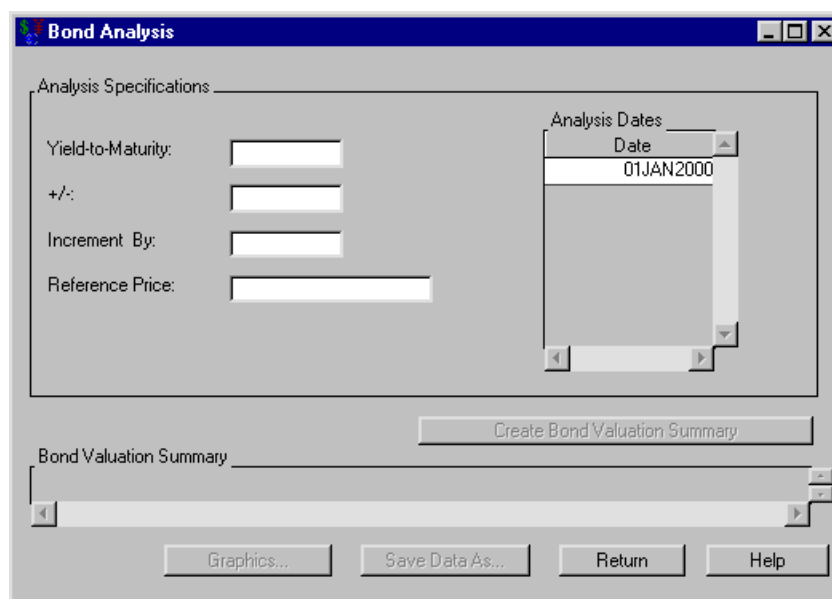 Bond Analysis
Analysis Specifications
Yield-to-Maturity:
+/-:
Increment By:
Reference Price:
Analysis Dates
Date
01JAN2000
Create Bond Valuation Summary
Bond Valuation Summary
Graphics... Save Data As... Return Help